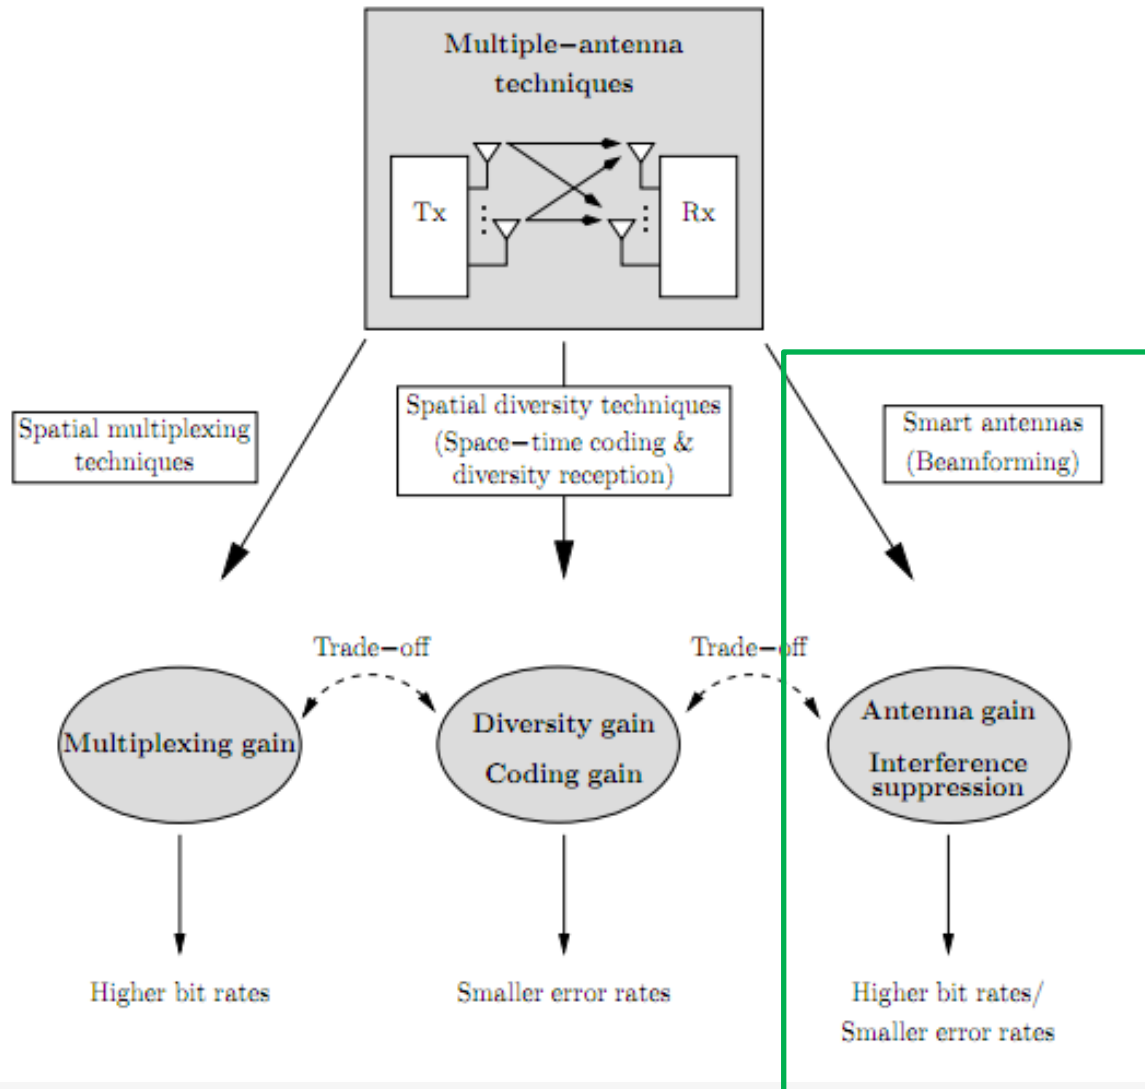 Multiple−antenna
techniques
Tx
Rx
Spatial multiplexing
techniques
Spatial diversity techniques
(Space−time coding &
diversity reception)
Smart antennas
(Beamforming)
Trade−off
Trade−off
Multiplexing gain
Diversity gain
Coding gain
Antenna gain
Interference
suppression
Higher bit rates
Smaller error rates
Higher bit rates/
Smaller error rates